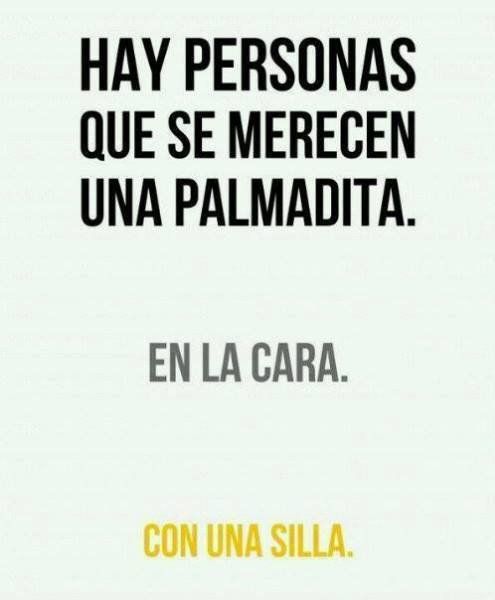 HAY PERSONAS
QUE SE MERECEN
UNA PALMADITA.
EN LA CARA.
CON UNA SILLA.